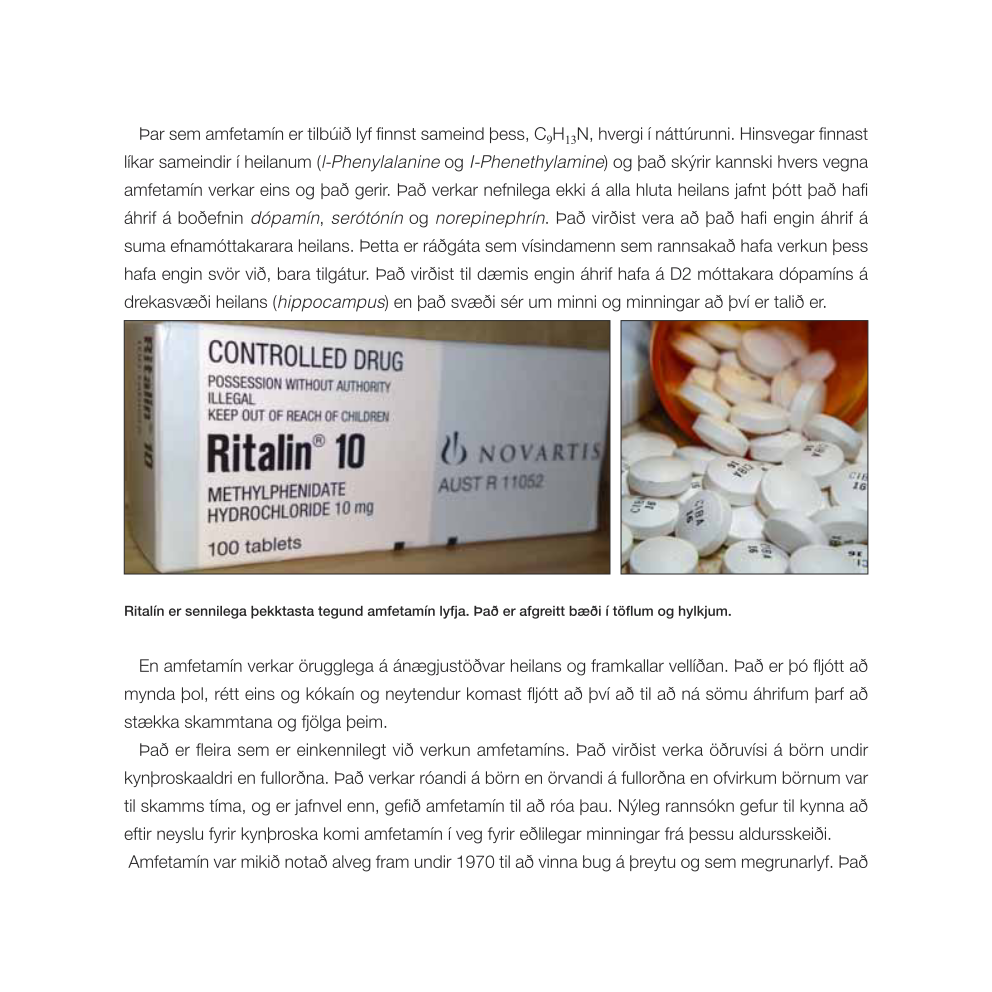 Þar sem amfetamín er tilbúið lyf finnst sameind þess, C₉H₁₃N, hvergi í náttúrunni. Hinsvegar finnast
líkar sameindir í heilanum (l-Phenylalanine og l-Phenethylamine) og það skýrir kannski hvers vegna
amfetamín verkar eins og það gerir. Það verkar nefnilega ekki á alla hluta heilans jafnt þótt það hafi
áhrif á boðefnin dópamín, serótónín og norepinephrín. Það virðist vera að það hafi engin áhrif á
suma efnamóttakarara heilans. Þetta er ráðgáta sem vísindamenn sem rannsakað hafa verkun þess
hafa engin svör við, bara tilgátur. Það virðist til dæmis engin áhrif hafa á D2 móttakara dópamíns á
drekasvæði heilans (hippocampus) en það svæði sér um minni og minningar að því er talið er.
Ritalin 10
CONTROLLED DRUG
POSSESSION WITHOUT AUTHORITY
ILLEGAL
KEEP OUT OF REACH OF CHILDREN
Ritalin® 10
METHYLPHENIDATE
HYDROCHLORIDE 10 mg
100 tablets
NOVARTIS
AUST R 11052
CIBA
16
CIBA
16
CIBA
16
CIBA
16
Ritalín er sennilega þekktasta tegund amfetamín lyfja. Það er afgreitt bæði í töflum og hylkjum.
En amfetamín verkar örugglega á ánægjustöðvar heilans og framkallar vellíðan. Það er þó fljótt að
mynda þol, rétt eins og kókaín og neytendur komast fljótt að því að til að ná sömu áhrifum þarf að
stækka skammtana og fjölga þeim.
Það er fleira sem er einkennilegt við verkun amfetamíns. Það virðist verka öðruvísi á börn undir
kynþroskaaldri en fullorðna. Það verkar róandi á börn en örvandi á fullorðna en ofvirkum börnum var
til skamms tíma, og er jafnvel enn, gefið amfetamín til að róa þau. Nýleg rannsókn gefur til kynna að
eftir neyslu fyrir kynþroska komi amfetamín í veg fyrir eðlilegar minningar frá þessu aldursskeiði.
Amfetamín var mikið notað alveg fram undir 1970 til að vinna bug á þreytu og sem megrunarlyf. Það